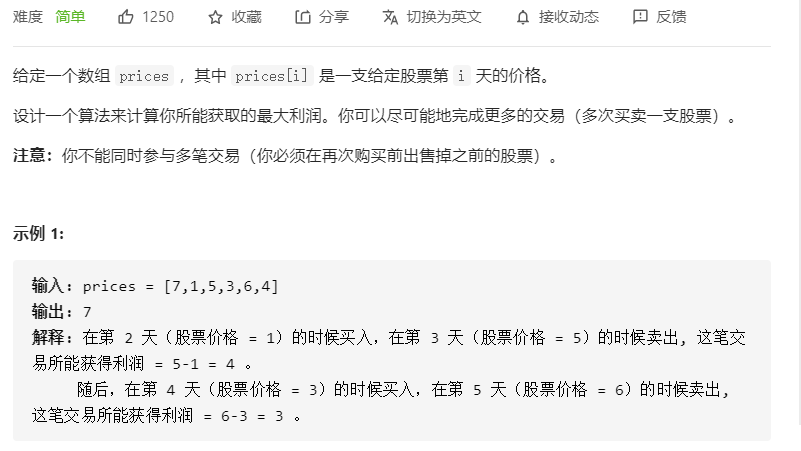 难度 简单 1250 收藏 分享 切换为英文 接收动态 反馈
给定一个数组 prices ，其中 prices[i] 是一支给定股票第 i 天的价格。
设计一个算法来计算你所能获取的最大利润。你可以尽可能地完成更多的交易（多次买卖一支股票）。
注意：你不能同时参与多笔交易（你必须在再次购买前出售掉之前的股票）。
示例 1:
输入：prices = [7,1,5,3,6,4]
输出：7
解释：在第 2 天（股票价格 = 1）的时候买入，在第 3 天（股票价格 = 5）的时候卖出, 这笔交
易所能获得利润 = 5-1 = 4 。
随后，在第 4 天（股票价格 = 3）的时候买入，在第 5 天（股票价格 = 6）的时候卖出,
这笔交易所能获得利润 = 6-3 = 3 。